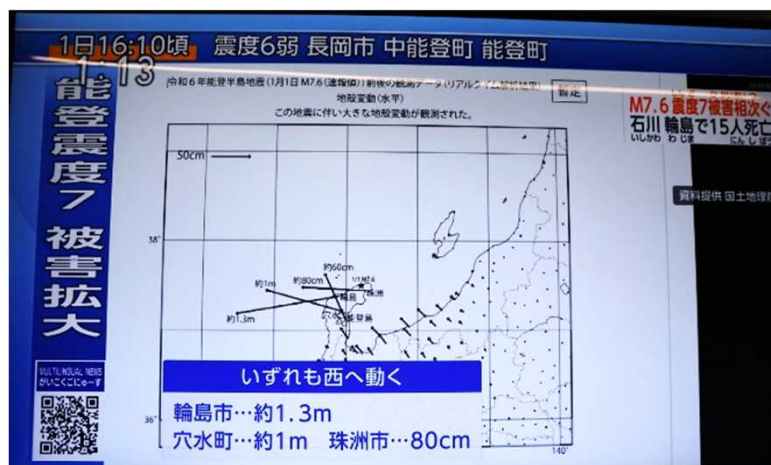 1日16:10頃 震度6弱 長岡市 中能登町 能登町
1:13
能登震度7 被害拡大
MULTILINGUAL NEWS
がいこくごにゅーす
令和6年能登半島地震(1月1日 M7.6(速報値))前後の観測データ(リアルタイム解析結果)
暫定
地殻変動(水平)
この地震に伴い大きな地殻変動が観測された。
50cm
38°
約60cm
約80cm
約1m
約1.3m
輪島
珠洲
穴水
能登島
36°
140°
M7.6 震度7被害相次ぐ
石川 輪島で15人死亡
いしかわ わじま にん しぼう
資料提供 国土地理院
いずれも西へ動く
輪島市…約1.3m
穴水町…約1m 珠洲市…80cm